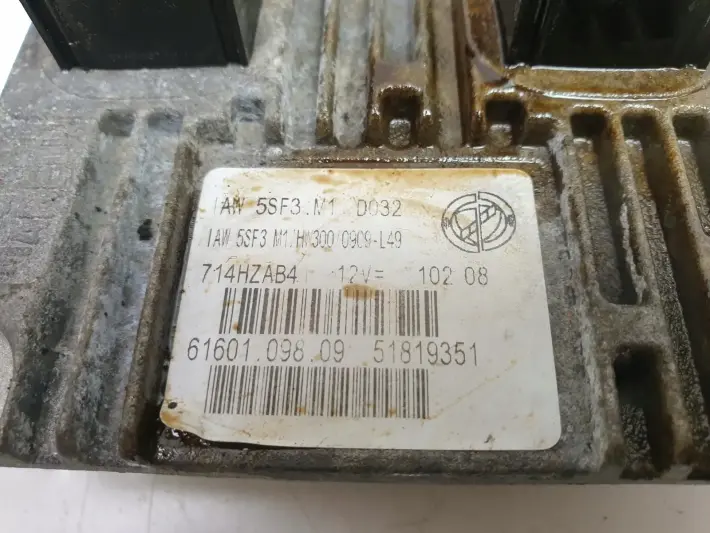 IAW 5SF3.M1 D032
IAW 5SF3 M1/HW300/0909-L49
714HZAB4 12V= 102 08
61601.098.09 51819351